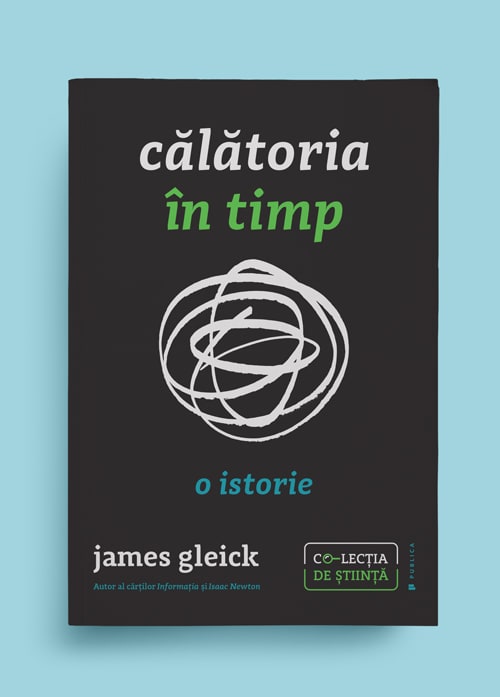 călătoria
în timp
o istorie
james gleick
Autor al cărților Informația și Isaac Newton
COLECȚIA
DE ȘTIINȚĂ
PUBLICA